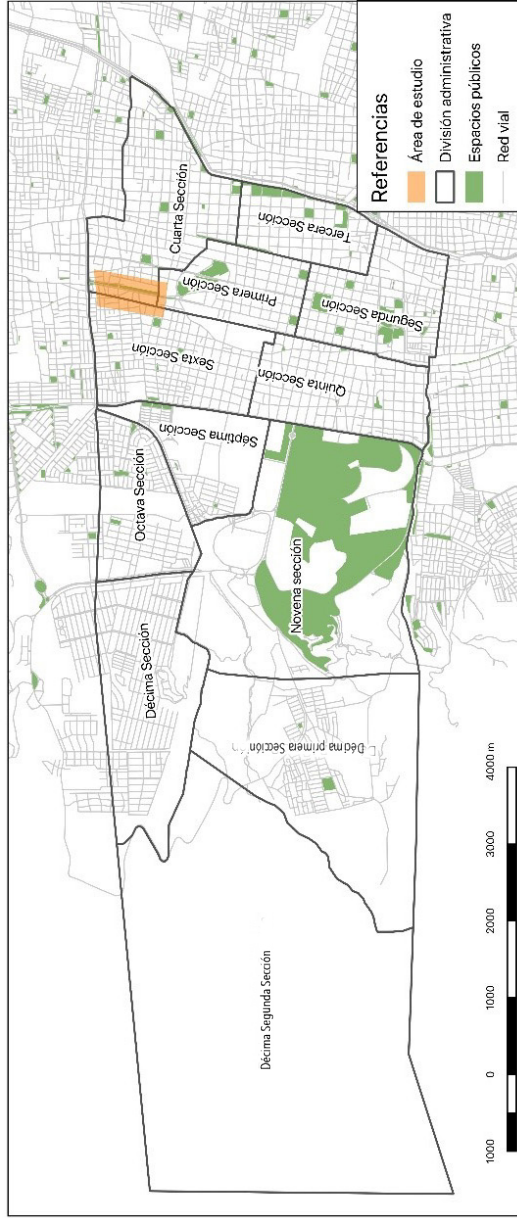 Referencias
Área de estudio
División administrativa
Espacios públicos
Red vial
Cuarta Sección
Tercera Sección
Primera Sección
Segunda Sección
Sexta Sección
Quinta Sección
Séptima Sección
Octava Sección
Novena sección
Décima Sección
Décima primera Sección
Décima Segunda Sección
1000 0 1000 2000 3000 4000 m